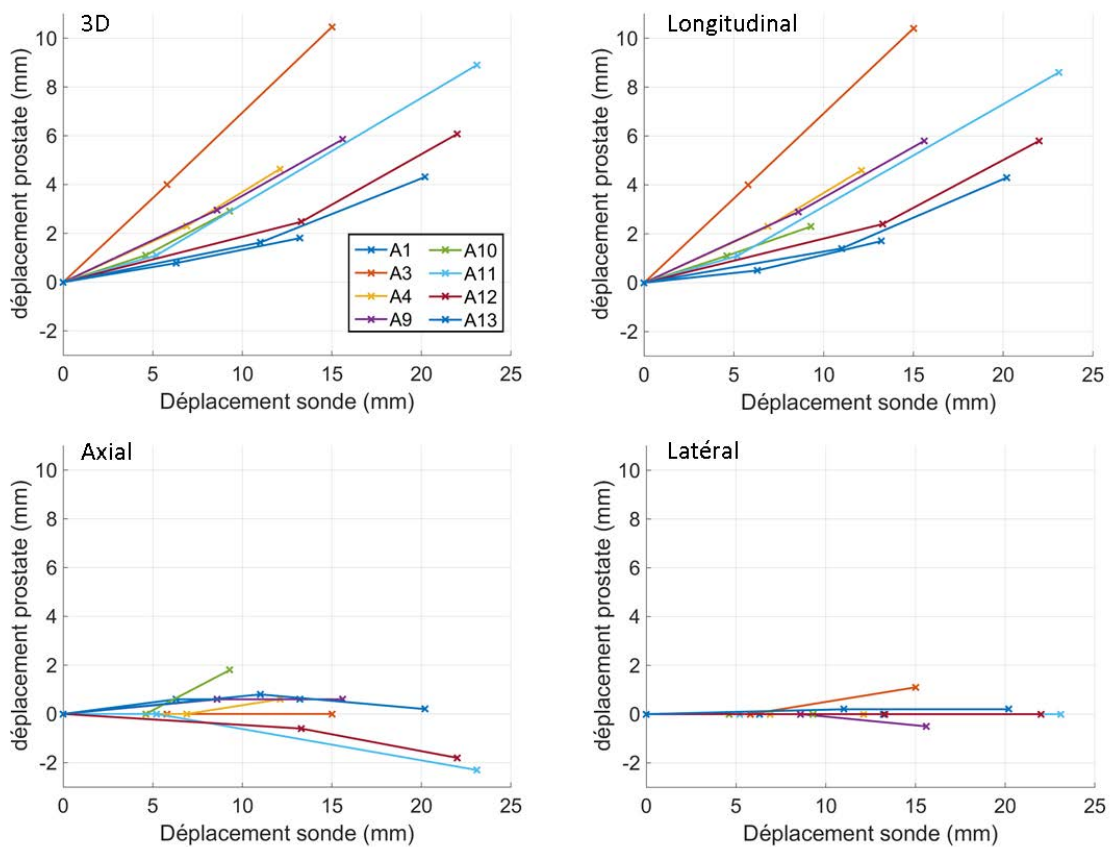 3D
déplacement prostate (mm)
10
8
6
4
2
0
-2
0 5 10 15 20 25
Déplacement sonde (mm)
A1 A10
A3 A11
A4 A12
A9 A13
Longitudinal
déplacement prostate (mm)
10
8
6
4
2
0
-2
0 5 10 15 20 25
Déplacement sonde (mm)
Axial
déplacement prostate (mm)
10
8
6
4
2
0
-2
0 5 10 15 20 25
Déplacement sonde (mm)
Latéral
déplacement prostate (mm)
10
8
6
4
2
0
-2
0 5 10 15 20 25
Déplacement sonde (mm)